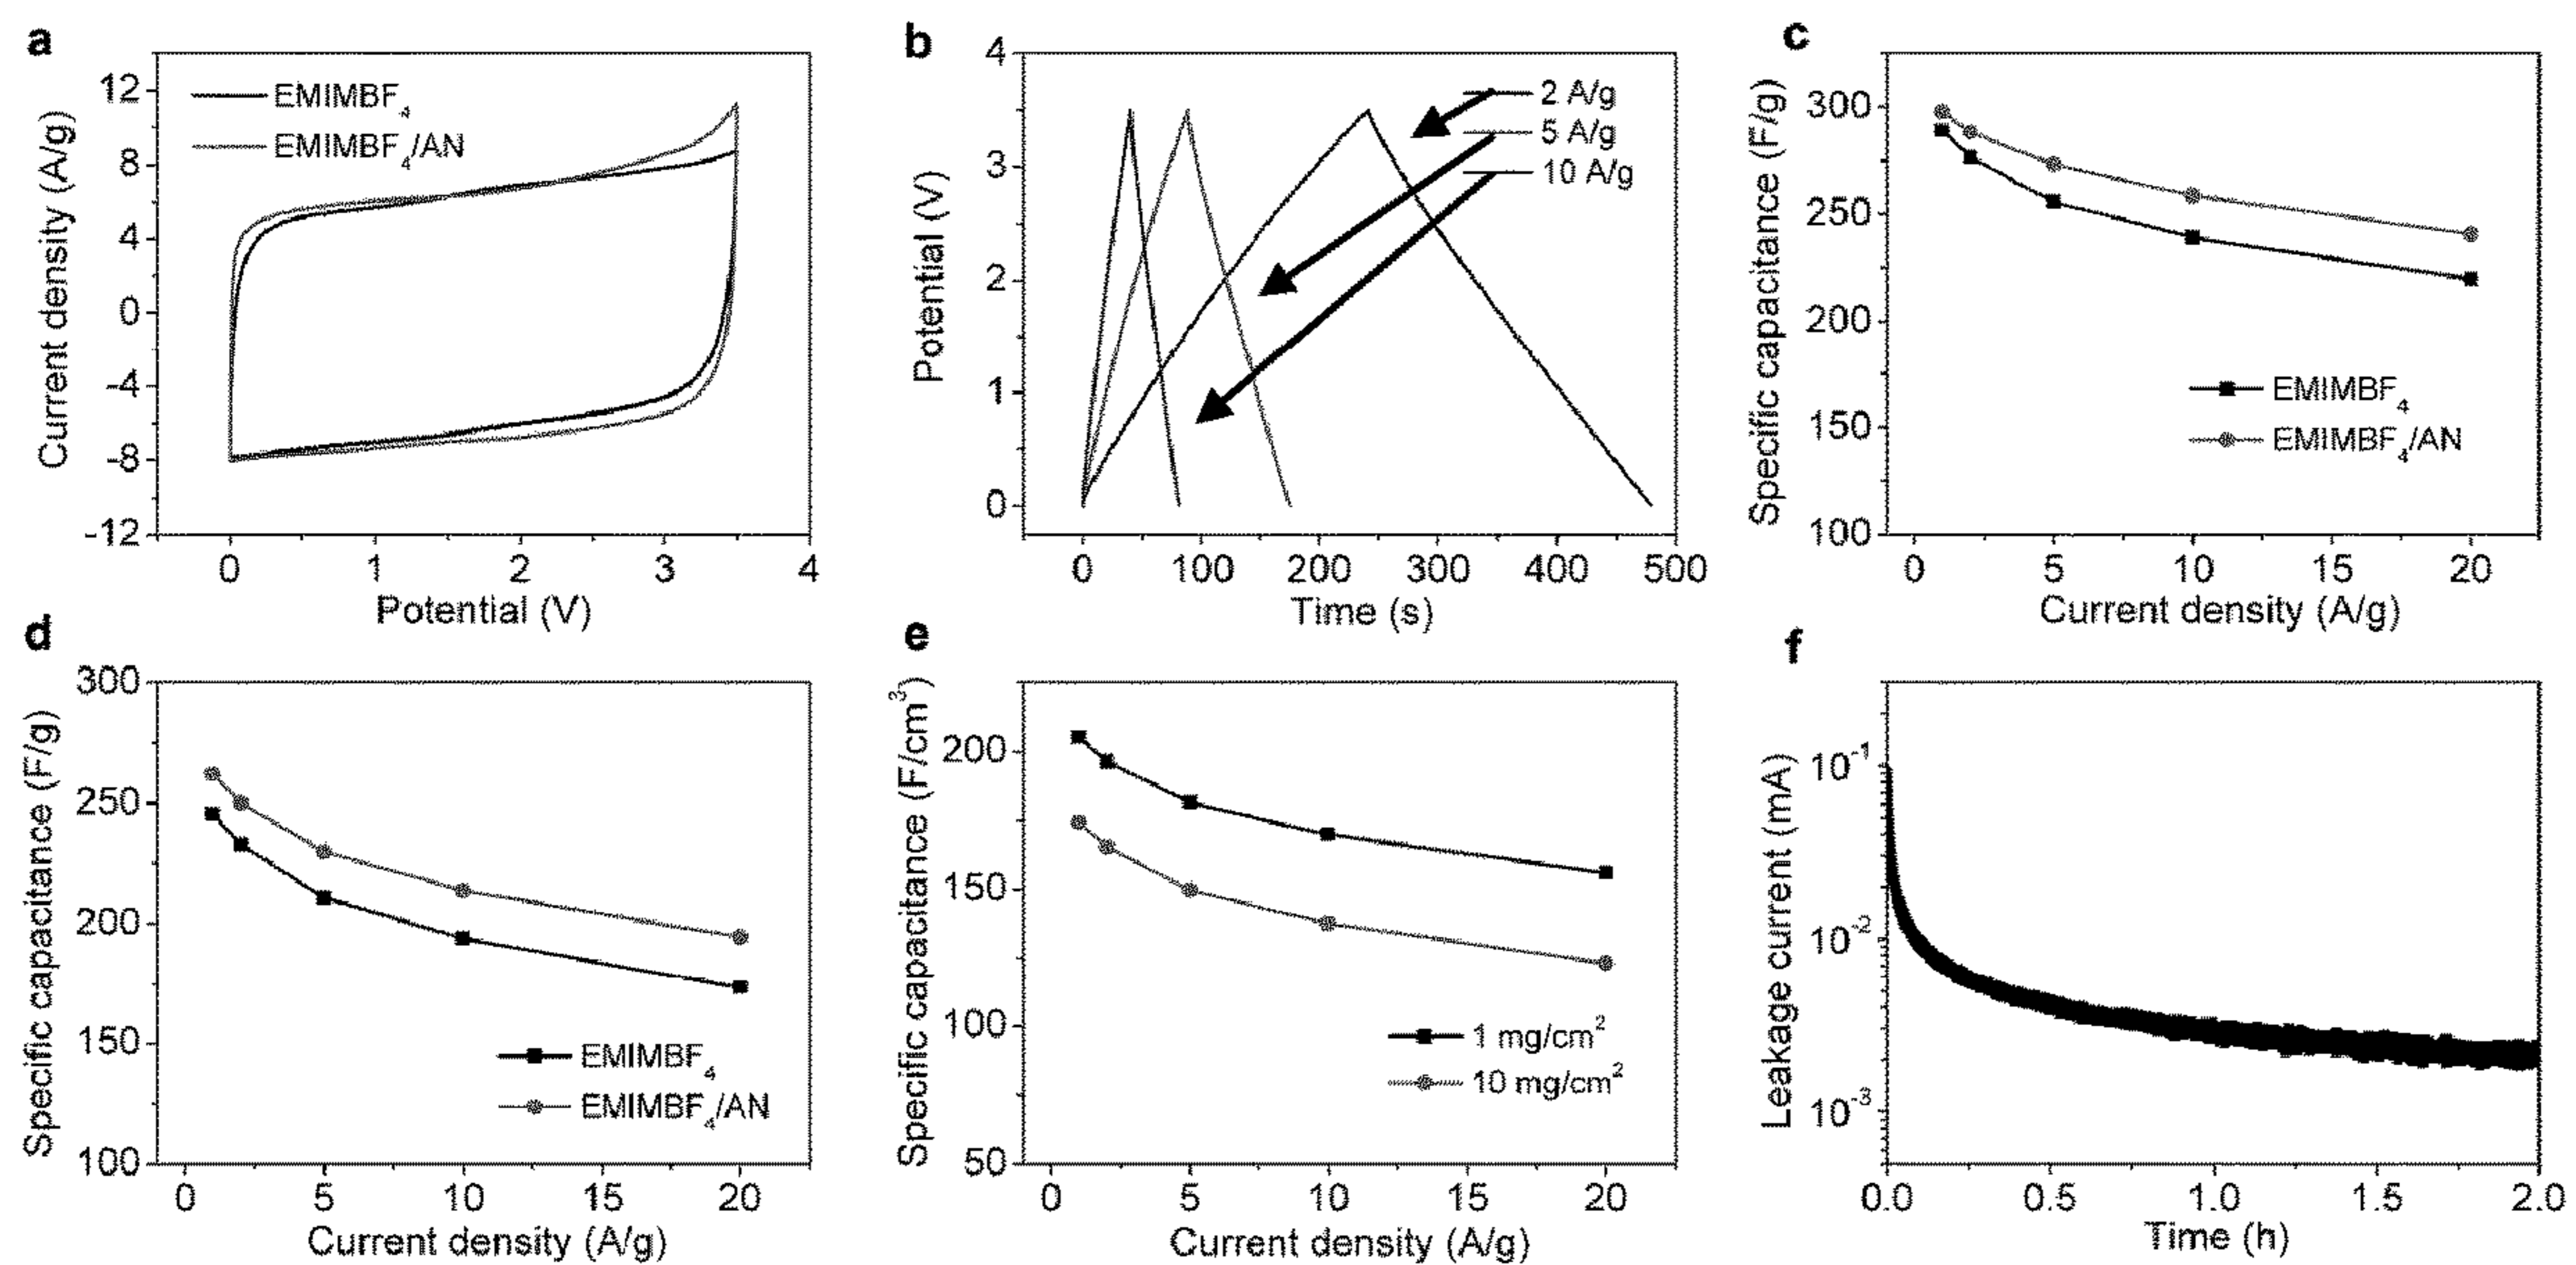 a
Current density (A/g)
12
8
4
0
-4
-8
-12
EMIMBF4
EMIMBF4/AN
0 1 2 3 4
Potential (V)
b
Potential (V)
4
3
2
1
0
2 A/g
5 A/g
10 A/g
0 100 200 300 400 500
Time (s)
c
Specific capacitance (F/g)
300
250
200
150
100
EMIMBF4
EMIMBF4/AN
0 5 10 15 20
Current density (A/g)
d
Specific capacitance (F/g)
300
250
200
150
100
EMIMBF4
EMIMBF4/AN
0 5 10 15 20
Current density (A/g)
e
Specific capacitance (F/cm³)
200
150
100
50
1 mg/cm²
10 mg/cm²
0 5 10 15 20
Current density (A/g)
f
Leakage current (mA)
10⁻¹
10⁻²
10⁻³
0.0 0.5 1.0 1.5 2.0
Time (h)